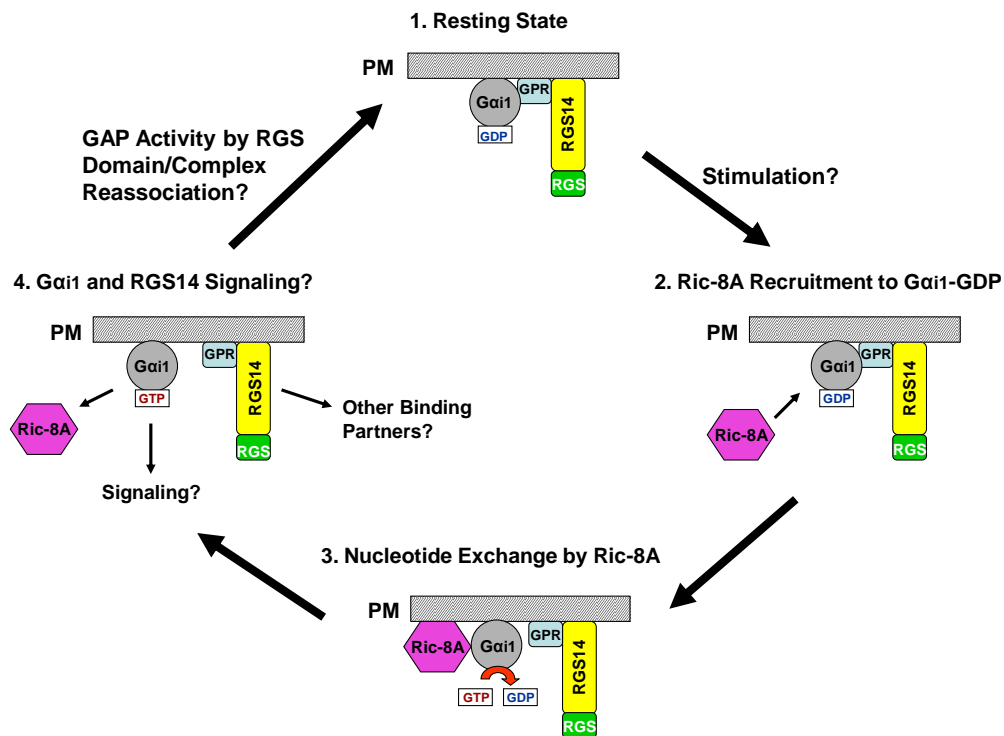 1. Resting State
PM
Gαi1
GPR
GDP
RGS14
RGS
GAP Activity by RGS
Domain/Complex
Reassociation?
Stimulation?
4. Gαi1 and RGS14 Signaling?
PM
Gαi1
GPR
GTP
RGS14
RGS
Ric-8A
Other Binding
Partners?
Signaling?
2. Ric-8A Recruitment to Gαi1-GDP
PM
Gαi1
GPR
GDP
RGS14
Ric-8A
RGS
3. Nucleotide Exchange by Ric-8A
PM
Ric-8A
Gαi1
GPR
RGS14
GTP
GDP
RGS